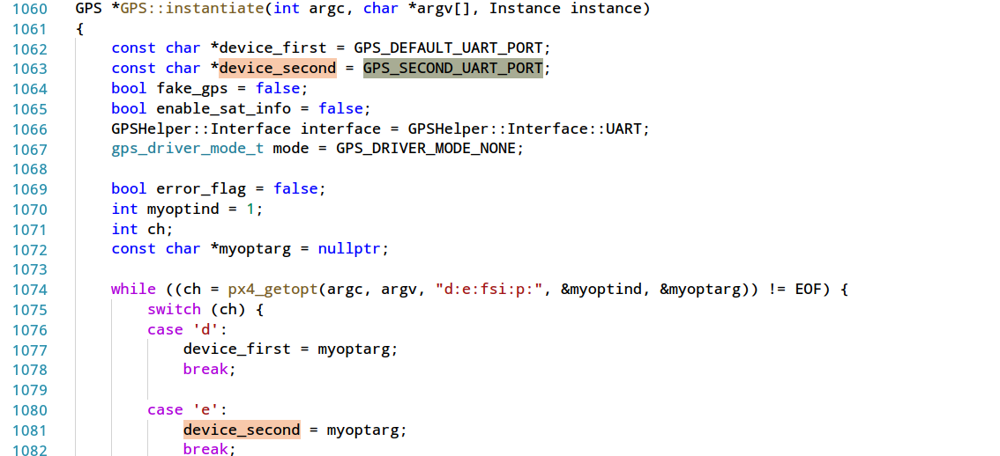 1060 GPS *GPS::instantiate(int argc, char *argv[], Instance instance)
1061 {
1062 const char *device_first = GPS_DEFAULT_UART_PORT;
1063 const char *device_second = GPS_SECOND_UART_PORT;
1064 bool fake_gps = false;
1065 bool enable_sat_info = false;
1066 GPSHelper::Interface interface = GPSHelper::Interface::UART;
1067 gps_driver_mode_t mode = GPS_DRIVER_MODE_NONE;
1068
1069 bool error_flag = false;
1070 int myoptind = 1;
1071 int ch;
1072 const char *myoptarg = nullptr;
1073
1074 while ((ch = px4_getopt(argc, argv, "d:e:fsi:p:", &myoptind, &myoptarg)) != EOF) {
1075 switch (ch) {
1076 case 'd':
1077 device_first = myoptarg;
1078 break;
1079
1080 case 'e':
1081 device_second = myoptarg;
1082 break;